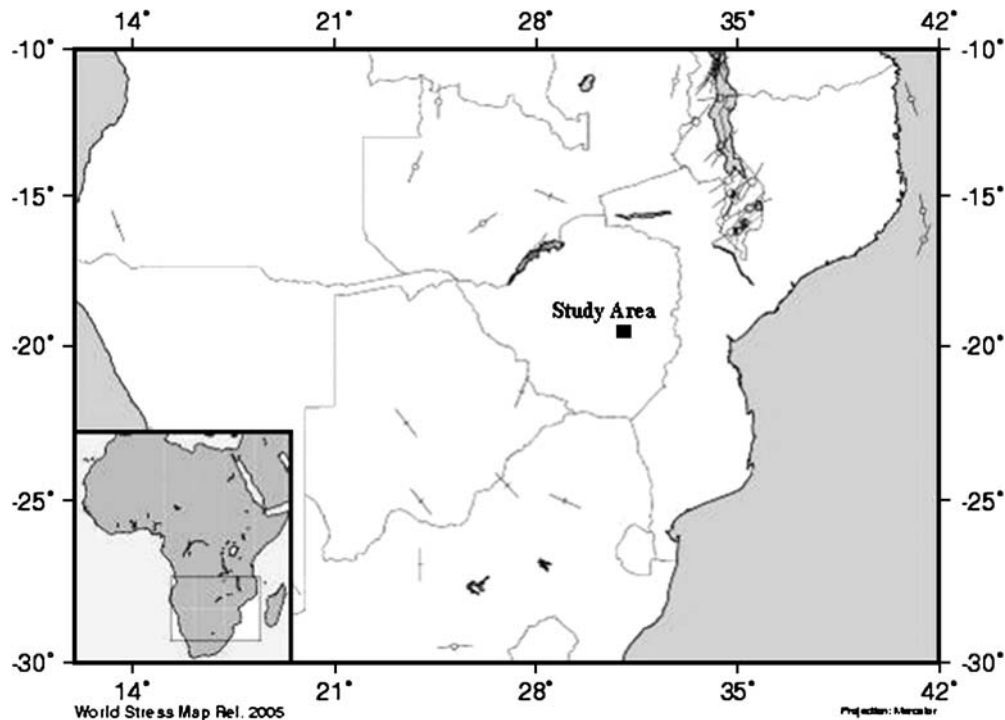 14° 21° 28° 35° 42°
-10° -10°
-15° -15°
Study Area
-20° -20°
-25° -25°
-30° -30°
14° 21° 28° 35° 42°
World Stress Map Rel. 2005 Projection: Mercator